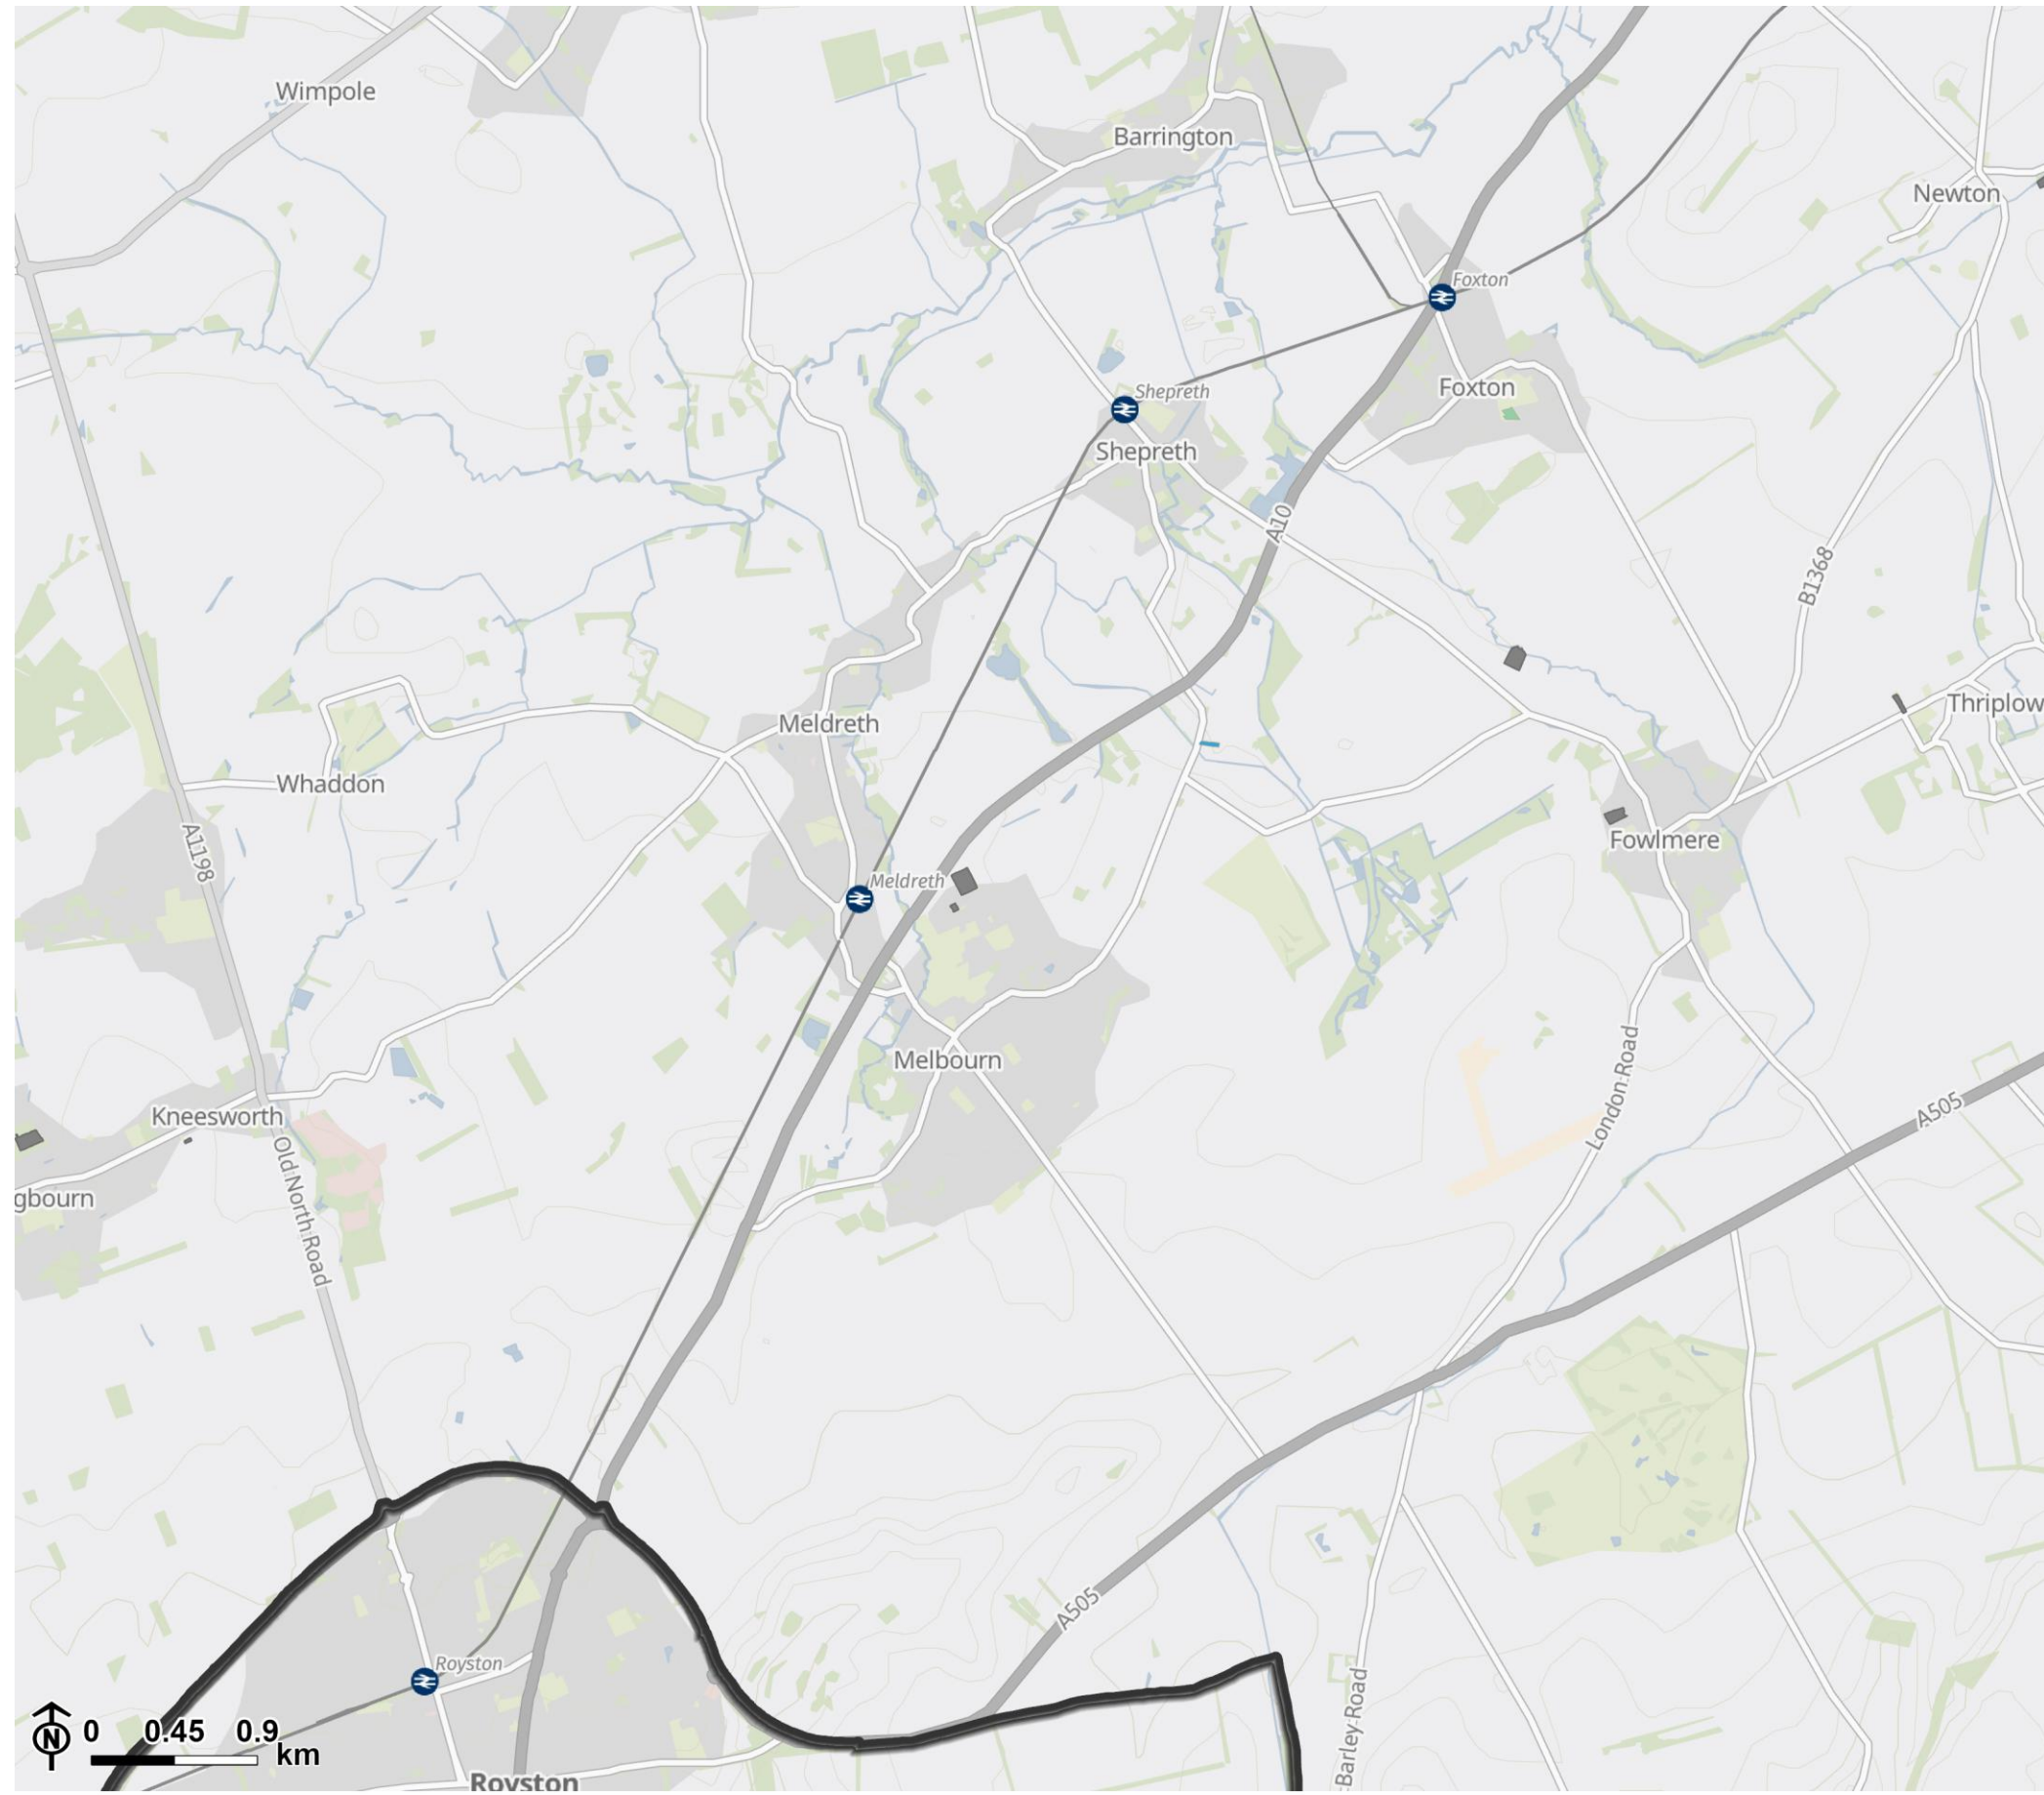 Wimpole
Barrington
Newton
Foxton
Foxton
Shepreth
Shepreth
A10
B1368
Thriplow
Meldreth
Whaddon
A1198
Fowlmere
Meldreth
Melbourn
London Road
A505
Kneesworth
Old North Road
gbourn
A505
Royston
Barley Road
N
0 0.45 0.9
km
Royston